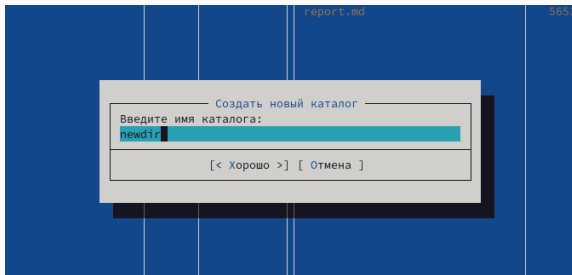 report.md 565
Создать новый каталог
Введите имя каталога:
newdir
[< Хорошо >] [ Отмена ]